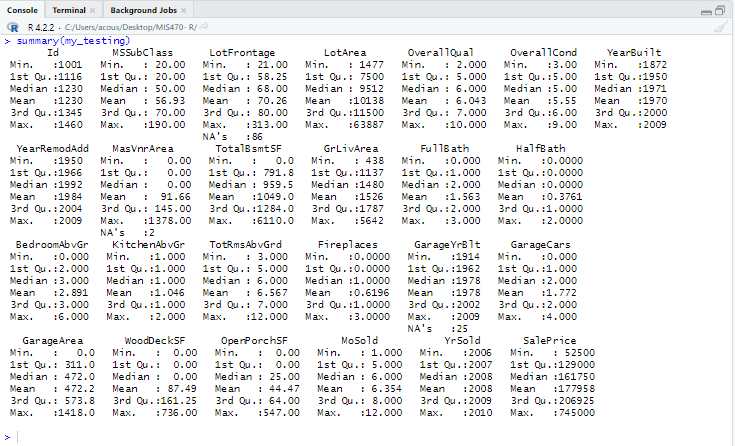 Console Terminal × Background Jobs ×
R 4.2.2 · C:/Users/acous/Desktop/MIS470- R/
> summary(my_testing)
Id MSSubClass LotFrontage LotArea OverallQual OverallCond YearBuilt
Min. :1001 Min. : 20.00 Min. : 21.00 Min. : 1477 Min. : 2.000 Min. :3.00 Min. :1872
1st Qu.:1116 1st Qu.: 20.00 1st Qu.: 58.25 1st Qu.: 7500 1st Qu.: 5.000 1st Qu.:5.00 1st Qu.:1950
Median :1230 Median : 50.00 Median : 68.00 Median : 9512 Median : 6.000 Median :5.00 Median :1971
Mean :1230 Mean : 56.93 Mean : 70.26 Mean :10138 Mean : 6.043 Mean :5.55 Mean :1970
3rd Qu.:1345 3rd Qu.: 70.00 3rd Qu.: 80.00 3rd Qu.:11500 3rd Qu.: 7.000 3rd Qu.:6.00 3rd Qu.:2000
Max. :1460 Max. :190.00 Max. :313.00 Max. :63887 Max. :10.000 Max. :9.00 Max. :2009
NA's :86
YearRemodAdd MasVnrArea TotalBsmtSF GrLivArea FullBath HalfBath
Min. :1950 Min. : 0.00 Min. : 0.0 Min. : 438 Min. :0.000 Min. :0.0000
1st Qu.:1966 1st Qu.: 0.00 1st Qu.: 791.8 1st Qu.:1137 1st Qu.:1.000 1st Qu.:0.0000
Median :1992 Median : 0.00 Median : 959.5 Median :1480 Median :2.000 Median :0.0000
Mean :1984 Mean : 91.66 Mean :1049.0 Mean :1526 Mean :1.563 Mean :0.3761
3rd Qu.:2004 3rd Qu.: 145.00 3rd Qu.:1284.0 3rd Qu.:1787 3rd Qu.:2.000 3rd Qu.:1.0000
Max. :2009 Max. :1378.00 Max. :6110.0 Max. :5642 Max. :3.000 Max. :2.0000
NA's :2
BedroomAbvGr KitchenAbvGr TotRmsAbvGrd Fireplaces GarageYrBlt GarageCars
Min. :0.000 Min. :1.000 Min. : 3.000 Min. :0.0000 Min. :1914 Min. :0.000
1st Qu.:2.000 1st Qu.:1.000 1st Qu.: 5.000 1st Qu.:0.0000 1st Qu.:1962 1st Qu.:1.000
Median :3.000 Median :1.000 Median : 6.000 Median :1.0000 Median :1978 Median :2.000
Mean :2.891 Mean :1.046 Mean : 6.567 Mean :0.6196 Mean :1978 Mean :1.772
3rd Qu.:3.000 3rd Qu.:1.000 3rd Qu.: 7.000 3rd Qu.:1.0000 3rd Qu.:2002 3rd Qu.:2.000
Max. :6.000 Max. :2.000 Max. :12.000 Max. :3.0000 Max. :2009 Max. :4.000
NA's :25
GarageArea WoodDeckSF OpenPorchSF MoSold YrSold SalePrice
Min. : 0.0 Min. : 0.00 Min. : 0.00 Min. : 1.000 Min. :2006 Min. : 52500
1st Qu.: 311.0 1st Qu.: 0.00 1st Qu.: 0.00 1st Qu.: 5.000 1st Qu.:2007 1st Qu.:129000
Median : 472.0 Median : 0.00 Median : 25.00 Median : 6.000 Median :2008 Median :161750
Mean : 472.2 Mean : 87.49 Mean : 44.47 Mean : 6.354 Mean :2008 Mean :177958
3rd Qu.: 573.8 3rd Qu.:161.25 3rd Qu.: 64.00 3rd Qu.: 8.000 3rd Qu.:2009 3rd Qu.:206925
Max. :1418.0 Max. :736.00 Max. :547.00 Max. :12.000 Max. :2010 Max. :745000
>